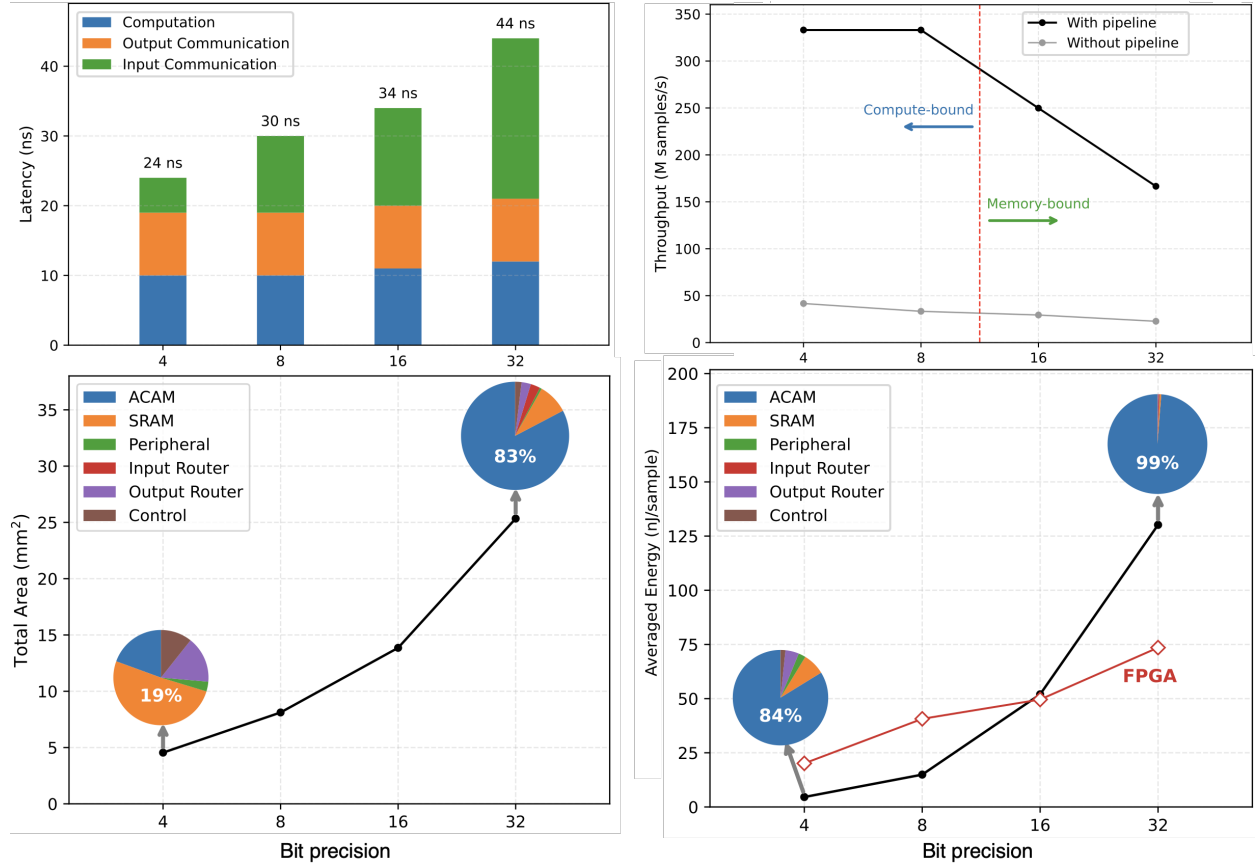 Computation
Output Communication
Input Communication
24 ns
30 ns
34 ns
44 ns
40
30
20
10
0
Latency (ns)
4
8
16
32
With pipeline
Without pipeline
350
300
250
200
150
100
50
0
Throughput (M samples/s)
Compute-bound
Memory-bound
4
8
16
32
ACAM
SRAM
Peripheral
Input Router
Output Router
Control
83%
19%
35
30
25
20
15
10
5
0
Total Area (mm²)
4
8
16
32
Bit precision
ACAM
SRAM
Peripheral
Input Router
Output Router
Control
99%
84%
FPGA
200
175
150
125
100
75
50
25
0
Averaged Energy (nJ/sample)
4
8
16
32
Bit precision